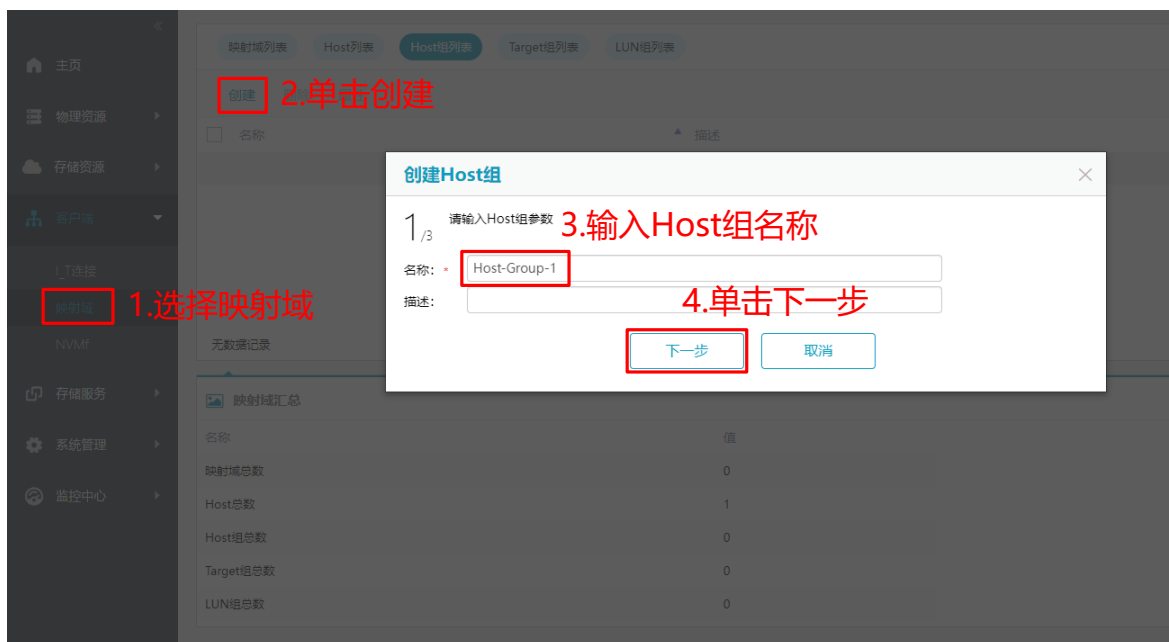 «
主页
物理资源
存储资源
客户端
I_T连接
映射域
1.选择映射域
NVMf
存储服务
系统管理
监控中心
映射域列表 Host列表 Host组列表 Target组列表 LUN组列表
创建
2.单击创建
名称 描述
创建Host组
1/3 请输入Host组参数
3.输入Host组名称
名称: * Host-Group-1
描述:
4.单击下一步
下一步 取消
无数据记录
映射域汇总
名称 值
映射域总数 0
Host总数 1
Host组总数 0
Target组总数 0
LUN组总数 0